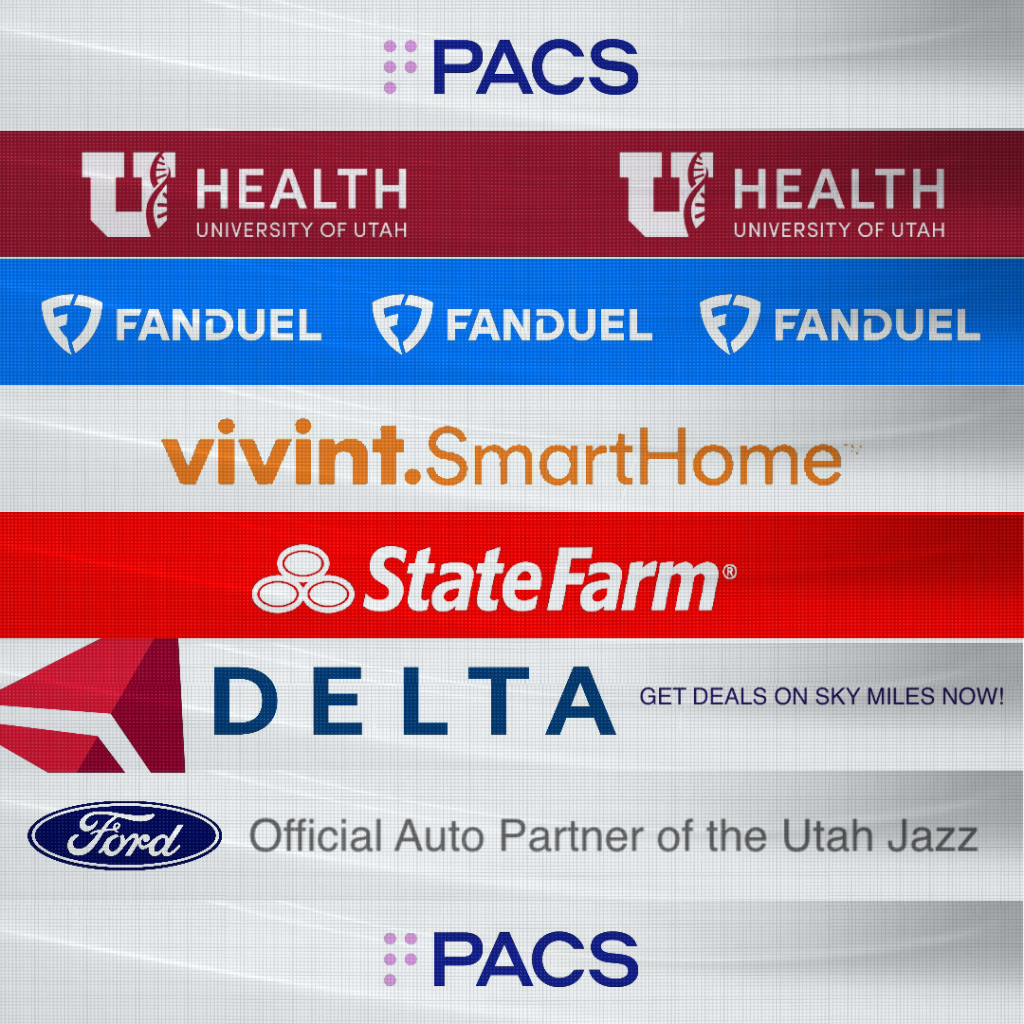 PACS
U HEALTH U HEALTH
UNIVERSITY OF UTAH UNIVERSITY OF UTAH
FANDUEL FANDUEL FANDUEL
vivint.SmartHome™
StateFarm®
DELTA GET DEALS ON SKY MILES NOW!
Ford Official Auto Partner of the Utah Jazz
PACS